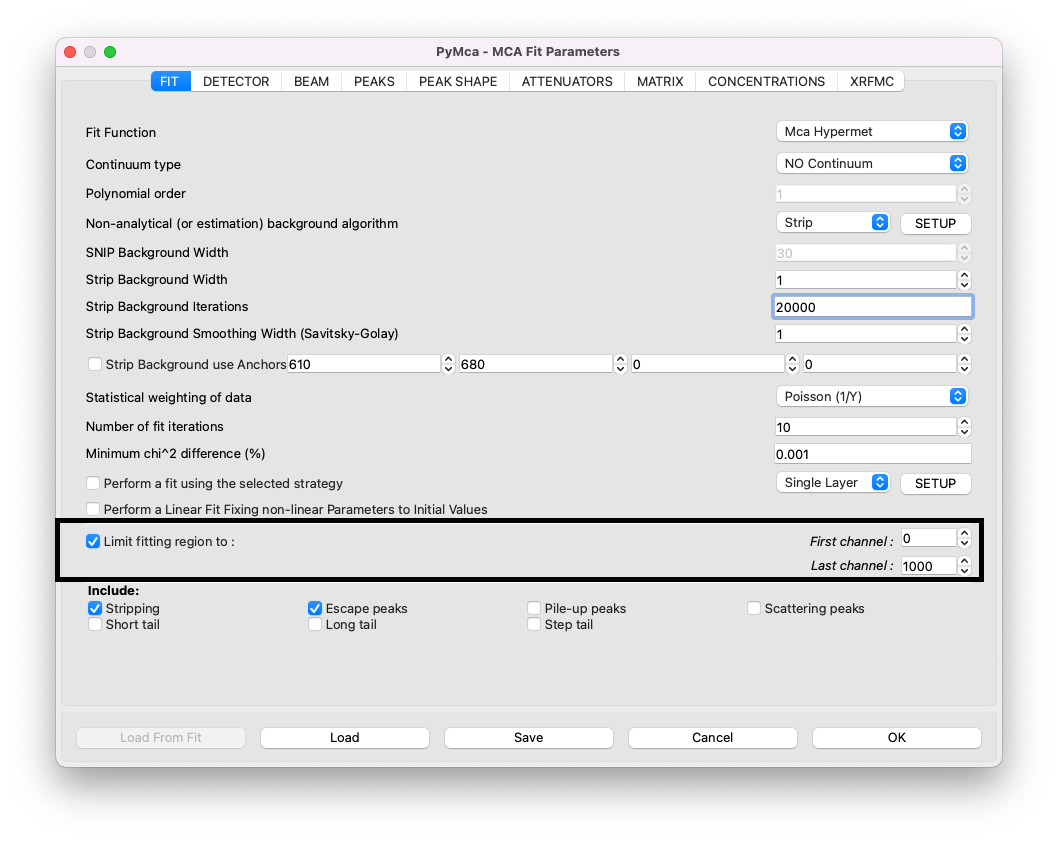 PyMca - MCA Fit Parameters
FIT DETECTOR BEAM PEAKS PEAK SHAPE ATTENUATORS MATRIX CONCENTRATIONS XRFMC
Fit Function Mca Hypermet
Continuum type NO Continuum
Polynomial order 1
Non-analytical (or estimation) background algorithm Strip SETUP
SNIP Background Width 30
Strip Background Width 1
Strip Background Iterations 20000
Strip Background Smoothing Width (Savitsky-Golay) 1
Strip Background use Anchors 610 680 0 0
Statistical weighting of data Poisson (1/Y)
Number of fit iterations 10
Minimum chi^2 difference (%) 0.001
Perform a fit using the selected strategy Single Layer SETUP
Perform a Linear Fit Fixing non-linear Parameters to Initial Values
Limit fitting region to : First channel : 0
Last channel : 1000
Include:
Stripping Escape peaks Pile-up peaks Scattering peaks
Short tail Long tail Step tail
Load From Fit Load Save Cancel OK